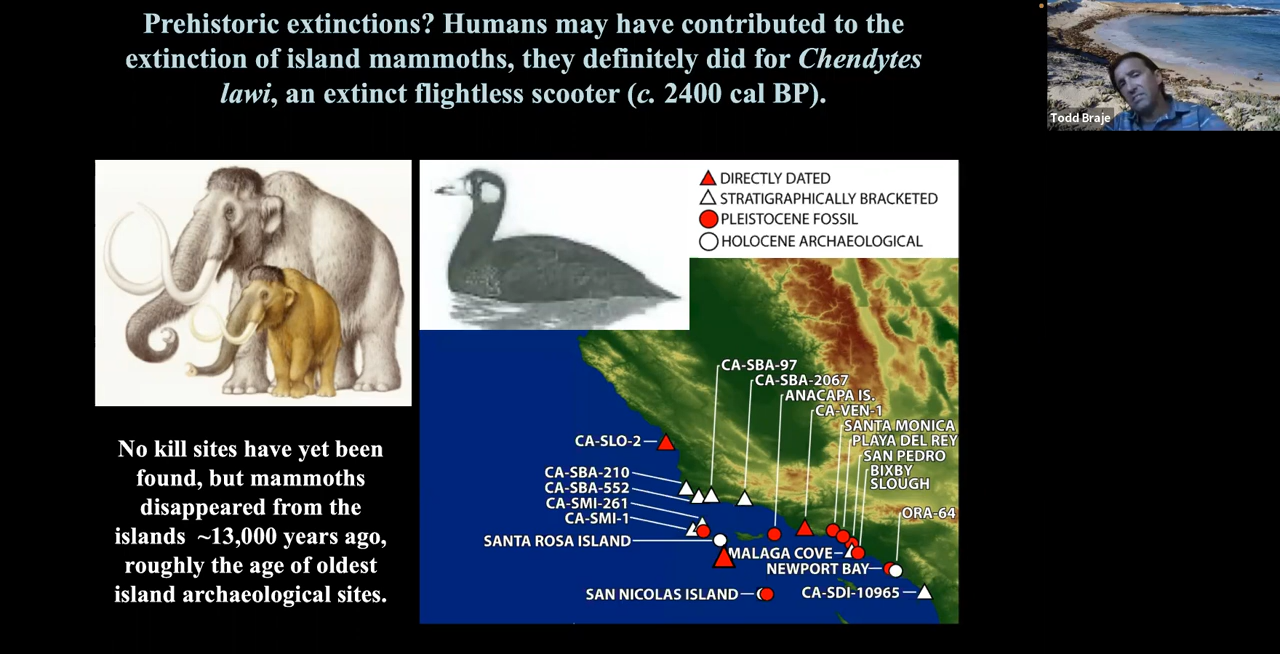 Prehistoric extinctions? Humans may have contributed to the
extinction of island mammoths, they definitely did for Chendytes
lawi, an extinct flightless scooter (c. 2400 cal BP).
Todd Braje
DIRECTLY DATED
STRATIGRAPHICALLY BRACKETED
PLEISTOCENE FOSSIL
HOLOCENE ARCHAEOLOGICAL
CA-SBA-97
CA-SBA-2067
ANACAPA IS.
CA-VEN-1
SANTA MONICA
PLAYA DEL REY
SAN PEDRO
BIXBY
SLOUGH
CA-SLO-2
CA-SBA-210
CA-SBA-552
CA-SMI-261
CA-SMI-1
ORA-64
SANTA ROSA ISLAND
MALAGA COVE
NEWPORT BAY
SAN NICOLAS ISLAND
CA-SDI-10965
No kill sites have yet been
found, but mammoths
disappeared from the
islands ~13,000 years ago,
roughly the age of oldest
island archaeological sites.